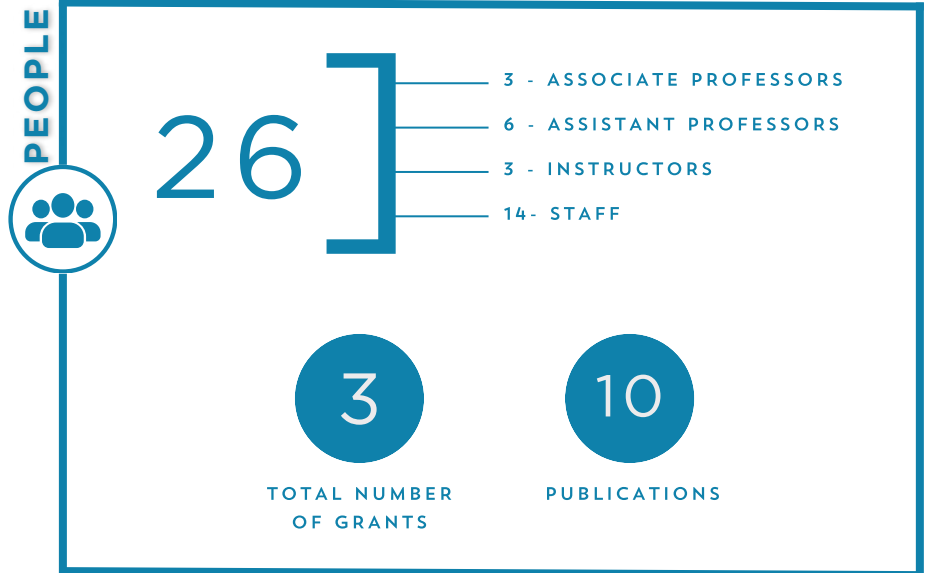 PEOPLE
26
3 - ASSOCIATE PROFESSORS
6 - ASSISTANT PROFESSORS
3 - INSTRUCTORS
14- STAFF
3
TOTAL NUMBER
OF GRANTS
10
PUBLICATIONS